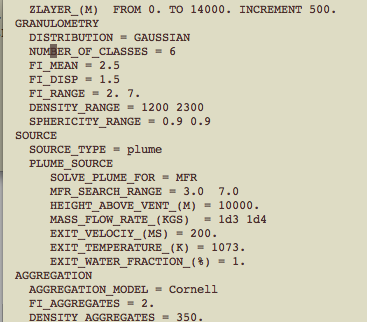 ZLAYER_(M) FROM 0. TO 14000. INCREMENT 500.
GRANULOMETRY
DISTRIBUTION = GAUSSIAN
NUMBER_OF_CLASSES = 6
FI_MEAN = 2.5
FI_DISP = 1.5
FI_RANGE = 2. 7.
DENSITY_RANGE = 1200 2300
SPHERICITY_RANGE = 0.9 0.9
SOURCE
SOURCE_TYPE = plume
PLUME_SOURCE
SOLVE_PLUME_FOR = MFR
MFR_SEARCH_RANGE = 3.0 7.0
HEIGHT_ABOVE_VENT_(M) = 10000.
MASS_FLOW_RATE_(KGS) = 1d3 1d4
EXIT_VELOCIY_(MS) = 200.
EXIT_TEMPERATURE_(K) = 1073.
EXIT_WATER_FRACTION_(%) = 1.
AGGREGATION
AGGREGATION_MODEL = Cornell
FI_AGGREGATES = 2.
DENSITY_AGGREGATES = 350.